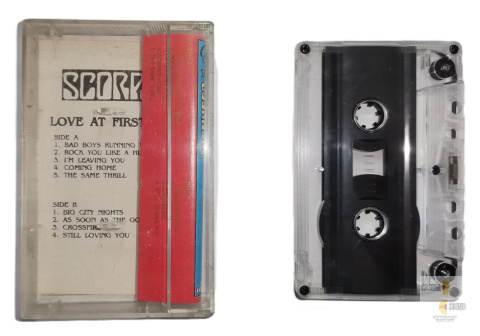 SCORP
LOVE AT FIRST
SIDE A
1. BAD BOYS RUNNING
2. ROCK YOU LIKE A HU
3. I'M LEAVING YOU
4. COMING HOME
5. THE SAME THRILL
SIDE B
1. BIG CITY NIGHTS
2. AS SOON AS THE GO
3. CROSSFIRE
4. STILL LOVING YOU